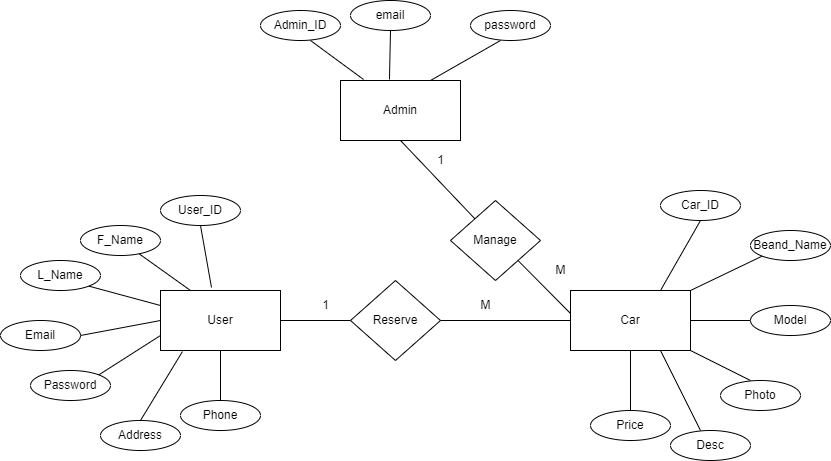 Admin_ID
email
password
Admin
1
Manage
M
User_ID
F_Name
L_Name
Email
Password
Address
Phone
User
1
Reserve
M
Car
Car_ID
Beand_Name
Model
Photo
Desc
Price